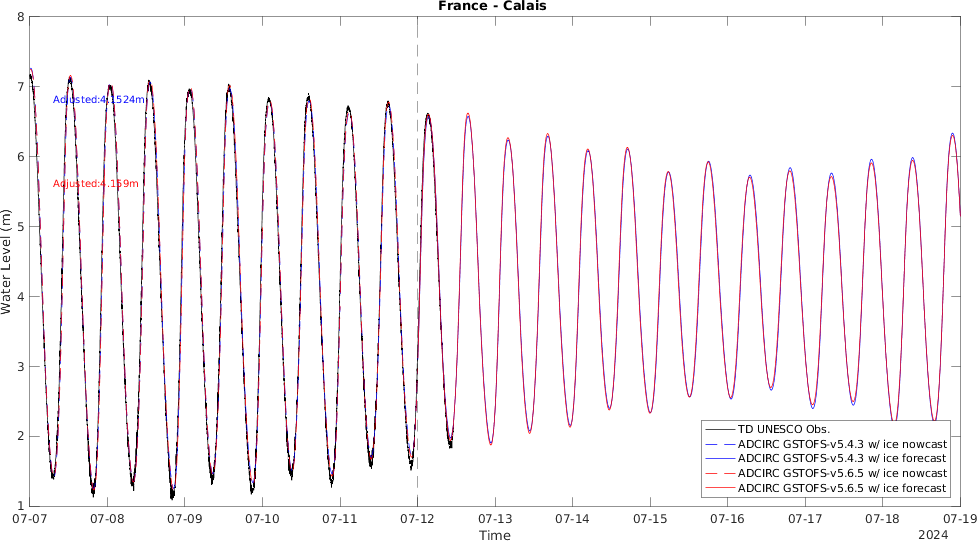 France - Calais
8
7
6
5
4
3
2
1
Water Level (m)
Adjusted:4.1524m
Adjusted:4.159m
TD UNESCO Obs.
ADCIRC GSTOFS-v5.4.3 w/ ice nowcast
ADCIRC GSTOFS-v5.4.3 w/ ice forecast
ADCIRC GSTOFS-v5.6.5 w/ ice nowcast
ADCIRC GSTOFS-v5.6.5 w/ ice forecast
07-07 07-08 07-09 07-10 07-11 07-12 07-13 07-14 07-15 07-16 07-17 07-18 07-19
Time
2024